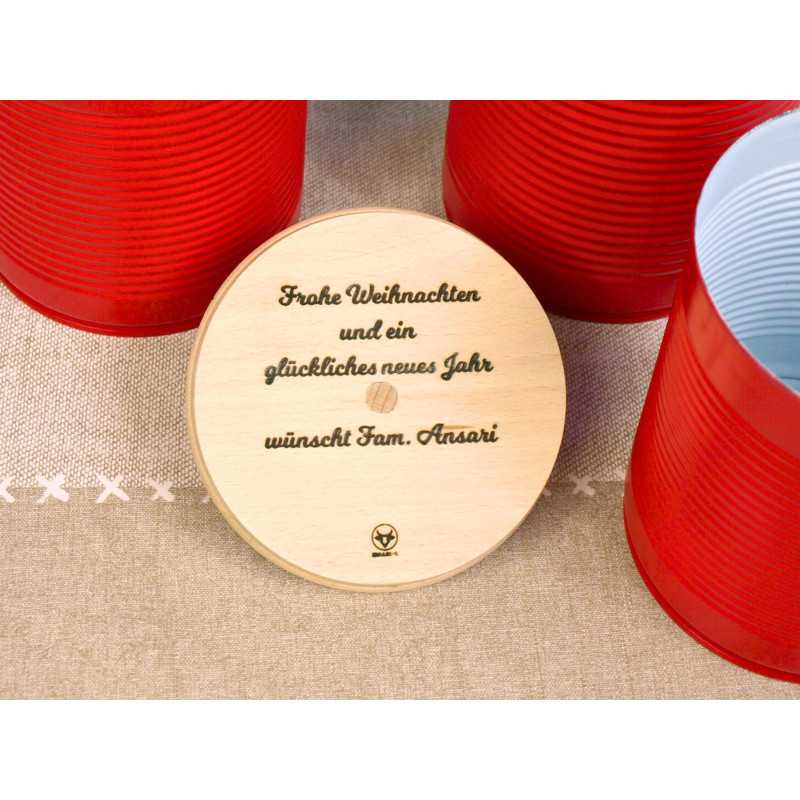 Frohe Weihnachten
und ein
glückliches neues Jahr
wünscht Fam. Ansari